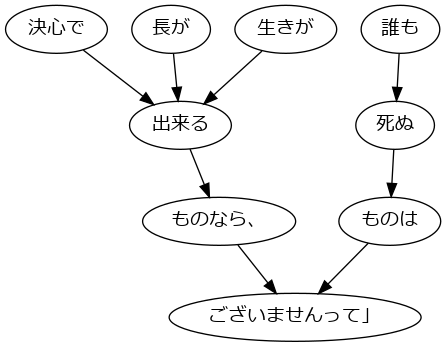 決心で 長が 生きが 誰も
出来る 死ぬ
ものなら、 ものは
ございませんって」